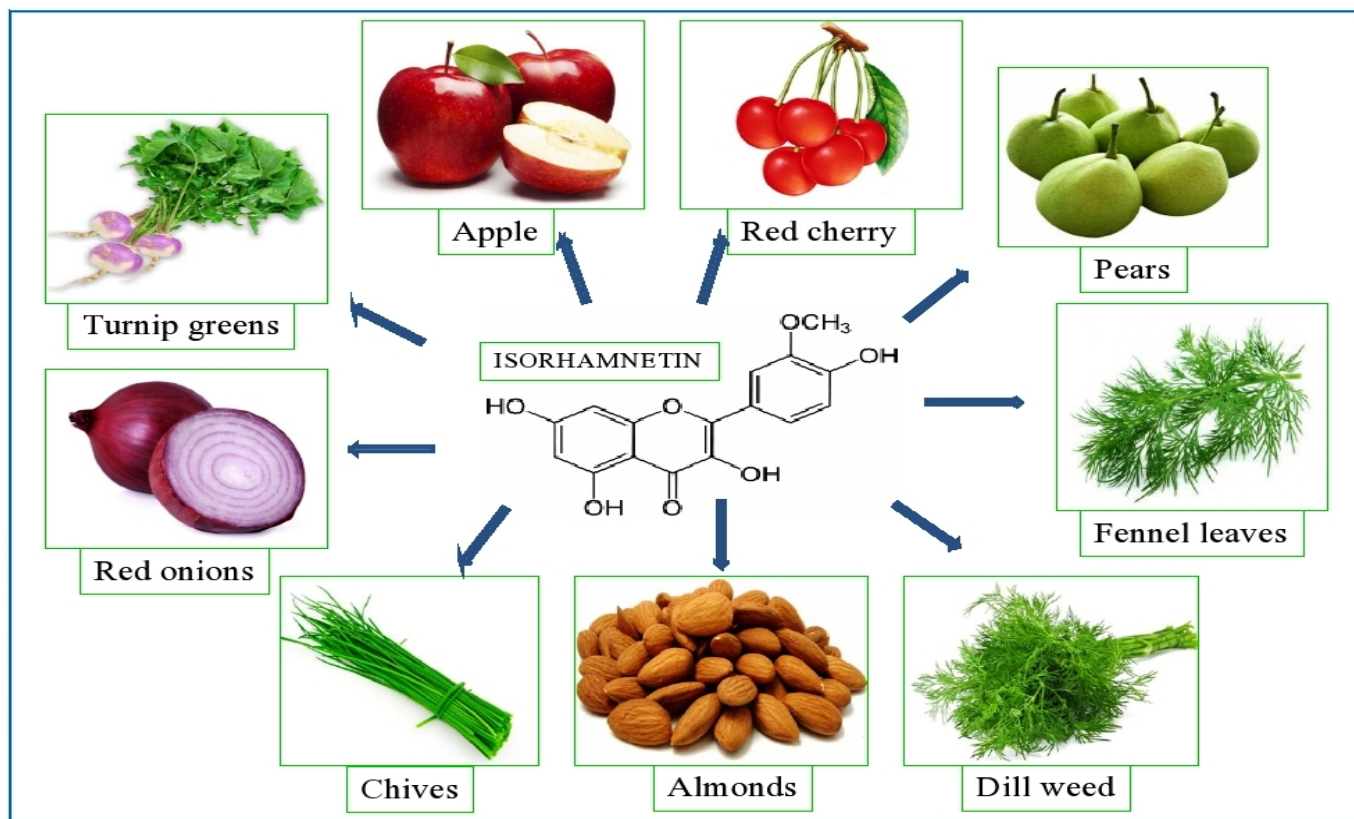 Apple
Red cherry
Pears
Turnip greens
ISORHAMNETIN
OCH3
OH
HO
O
OH
OH
O
Fennel leaves
Red onions
Chives
Almonds
Dill weed